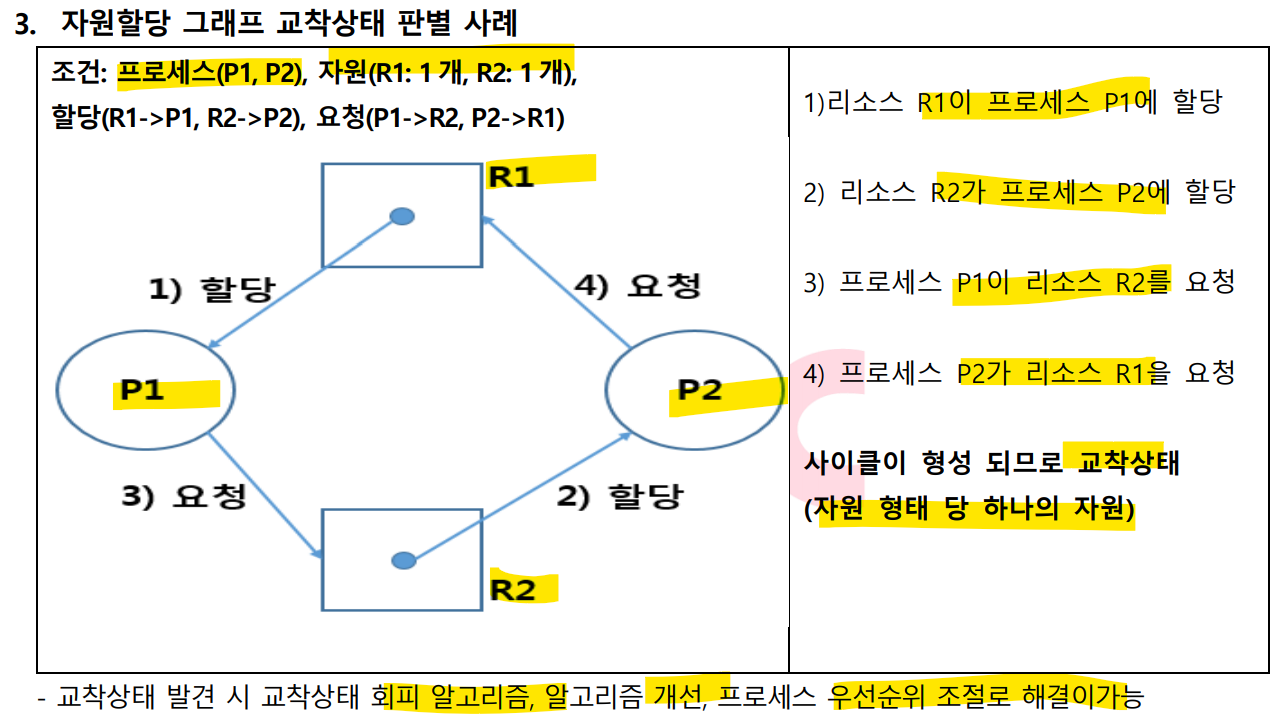 3. 자원할당 그래프 교착상태 판별 사례
조건: 프로세스(P1, P2), 자원(R1: 1개, R2: 1개),
할당(R1->P1, R2->P2), 요청(P1->R2, P2->R1)
R1
1) 할당
4) 요청
P1
P2
3) 요청
2) 할당
R2
1)리소스 R1이 프로세스 P1에 할당
2) 리소스 R2가 프로세스 P2에 할당
3) 프로세스 P1이 리소스 R2를 요청
4) 프로세스 P2가 리소스 R1을 요청
사이클이 형성 되므로 교착상태
(자원 형태 당 하나의 자원)
- 교착상태 발견 시 교착상태 회피 알고리즘, 알고리즘 개선, 프로세스 우선순위 조절로 해결이가능